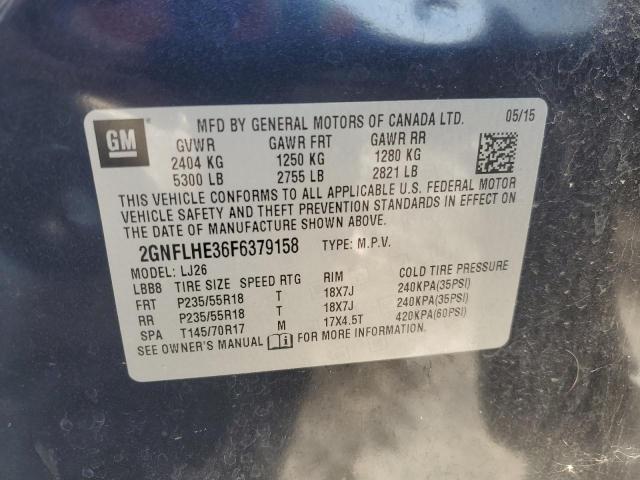 GM
MFD BY GENERAL MOTORS OF CANADA LTD. 05/15
GVWR GAWR FRT GAWR RR
2404 KG 1250 KG 1280 KG
5300 LB 2755 LB 2821 LB
THIS VEHICLE CONFORMS TO ALL APPLICABLE U.S. FEDERAL MOTOR
VEHICLE SAFETY AND THEFT PREVENTION STANDARDS IN EFFECT ON
THE DATE OF MANUFACTURE SHOWN ABOVE.
2GNFLHE36F6379158 TYPE: M.P.V.
MODEL: LJ26
LBB8 TIRE SIZE SPEED RTG RIM COLD TIRE PRESSURE
FRT P235/55R18 T 18X7J 240KPA(35PSI)
RR P235/55R18 T 18X7J 240KPA(35PSI)
SPA T145/70R17 M 17X4.5T 420KPA(60PSI)
SEE OWNER'S MANUAL FOR MORE INFORMATION.